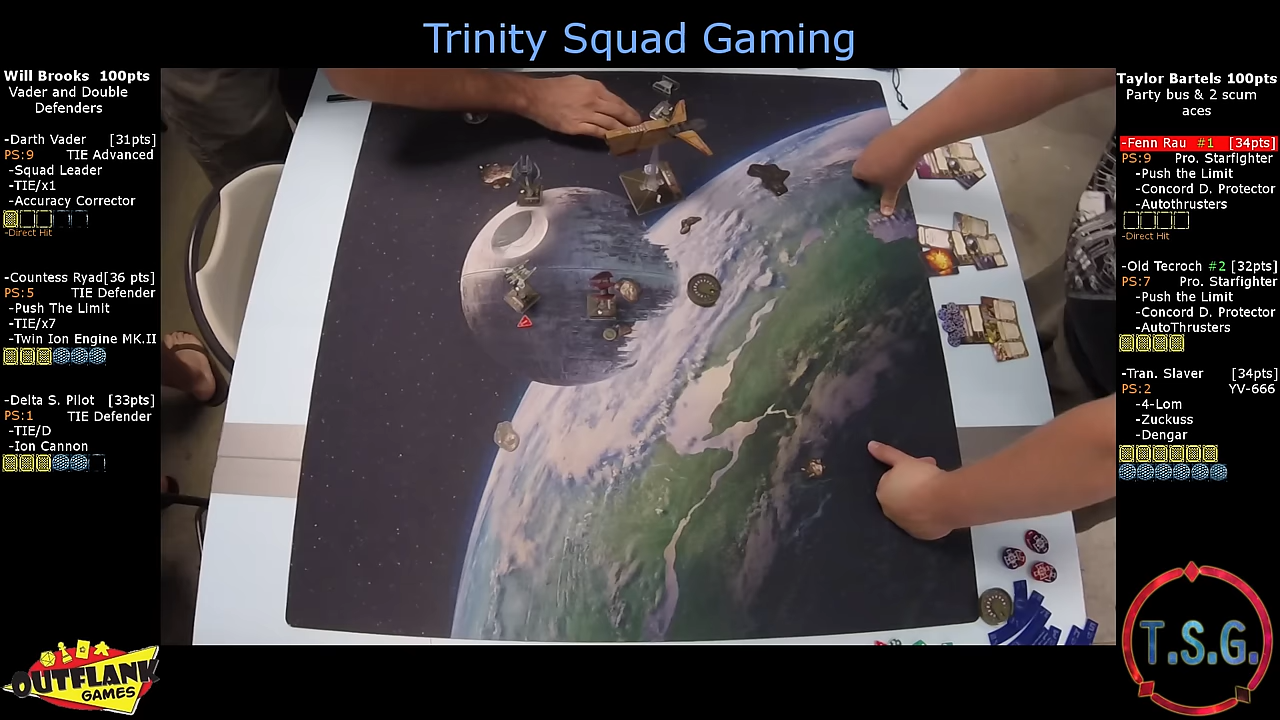 Trinity Squad Gaming
Will Brooks 100pts
Vader and Double
Defenders
-Darth Vader [31pts]
PS:9 TIE Advanced
-Squad Leader
-TIE/x1
-Accuracy Corrector
-Direct Hit
-Countess Ryad[36 pts]
PS:5 TIE Defender
-Push The Limit
-TIE/x7
-Twin Ion Engine MK.II
-Delta S. Pilot [33pts]
PS:1 TIE Defender
-TIE/D
-Ion Cannon
OUTFLANK
GAMES
Taylor Bartels 100pts
Party bus & 2 scum
aces
-Fenn Rau #1 [34pts]
PS:9 Pro. Starfighter
-Push the Limit
-Concord D. Protector
-Autothrusters
-Direct Hit
-Old Tecroch #2 [32pts]
PS:7 Pro. Starfighter
-Push the Limit
-Concord D. Protector
-AutoThrusters
-Tran. Slaver [34pts]
PS:2 YV-666
-4-Lom
-Zuckuss
-Dengar
T.S.G.